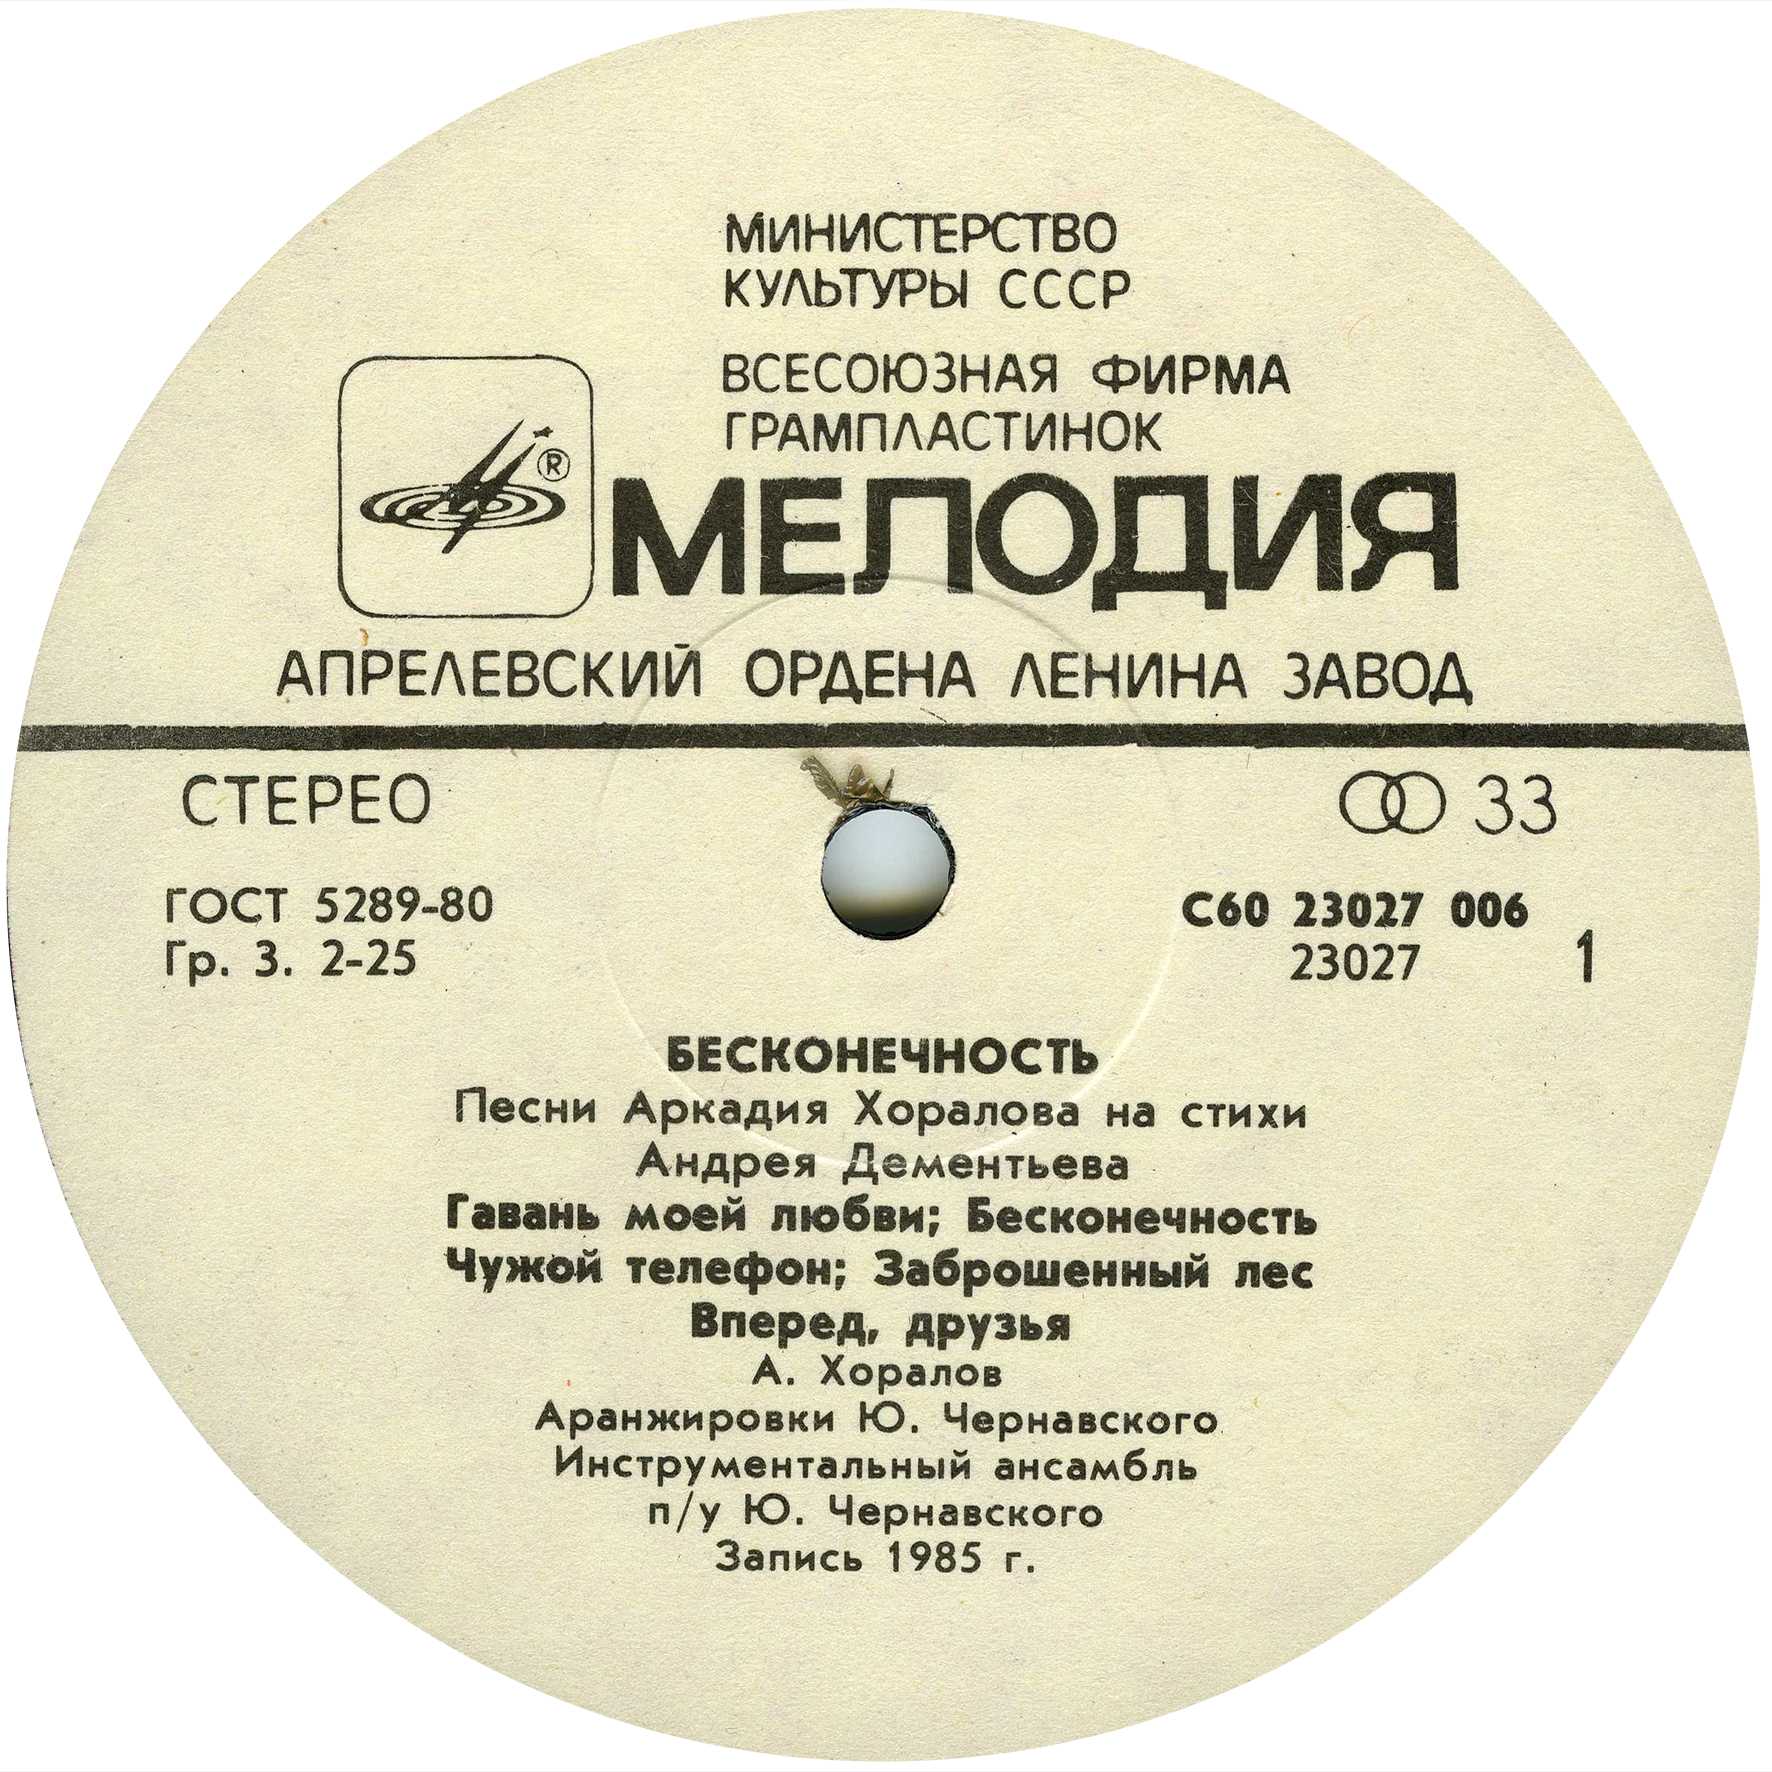 МИНИСТЕРСТВО
КУЛЬТУРЫ СССР
ВСЕСОЮЗНАЯ ФИРМА
ГРАМПЛАСТИНОК
®
МЕЛОДИЯ
АПРЕЛЕВСКИЙ ОРДЕНА ЛЕНИНА ЗАВОД
СТЕРЕО
33
ГОСТ 5289-80
Гр. 3. 2-25
С60 23027 006
23027 1
БЕСКОНЕЧНОСТЬ
Песни Аркадия Хоралова на стихи
Андрея Дементьева
Гавань моей любви; Бесконечность
Чужой телефон; Заброшенный лес
Вперед, друзья
А. Хоралов
Аранжировки Ю. Чернавского
Инструментальный ансамбль
п/у Ю. Чернавского
Запись 1985 г.